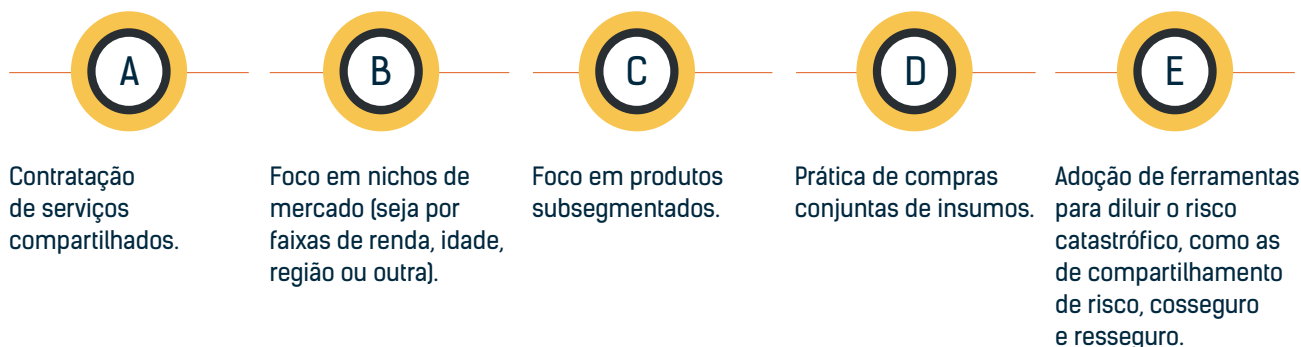 A
Contratação
de serviços
compartilhados.
B
Foco em nichos de
mercado (seja por
faixas de renda, idade,
região ou outra).
C
Foco em produtos
subsegmentados.
D
Prática de compras
conjuntas de insumos.
E
Adoção de ferramentas
para diluir o risco
catastrófico, como as
de compartilhamento
de risco, cosseguro
e resseguro.